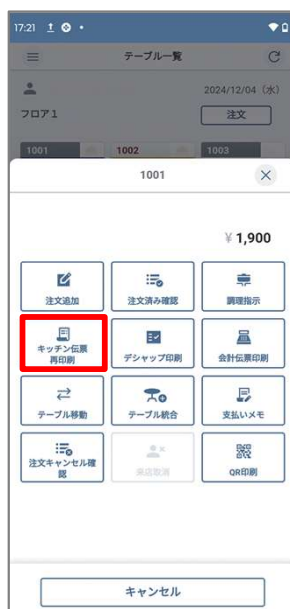 17:21
テーブル一覧
2024/12/04（水）
フロア1
注文
1001
1002
1003
1001
¥ 1,900
注文追加
注文済み確認
調理指示
キッチン伝票
再印刷
デシャップ印刷
会計伝票印刷
テーブル移動
テーブル統合
支払いメモ
注文キャンセル確
認
来店取消
QR印刷
キャンセル